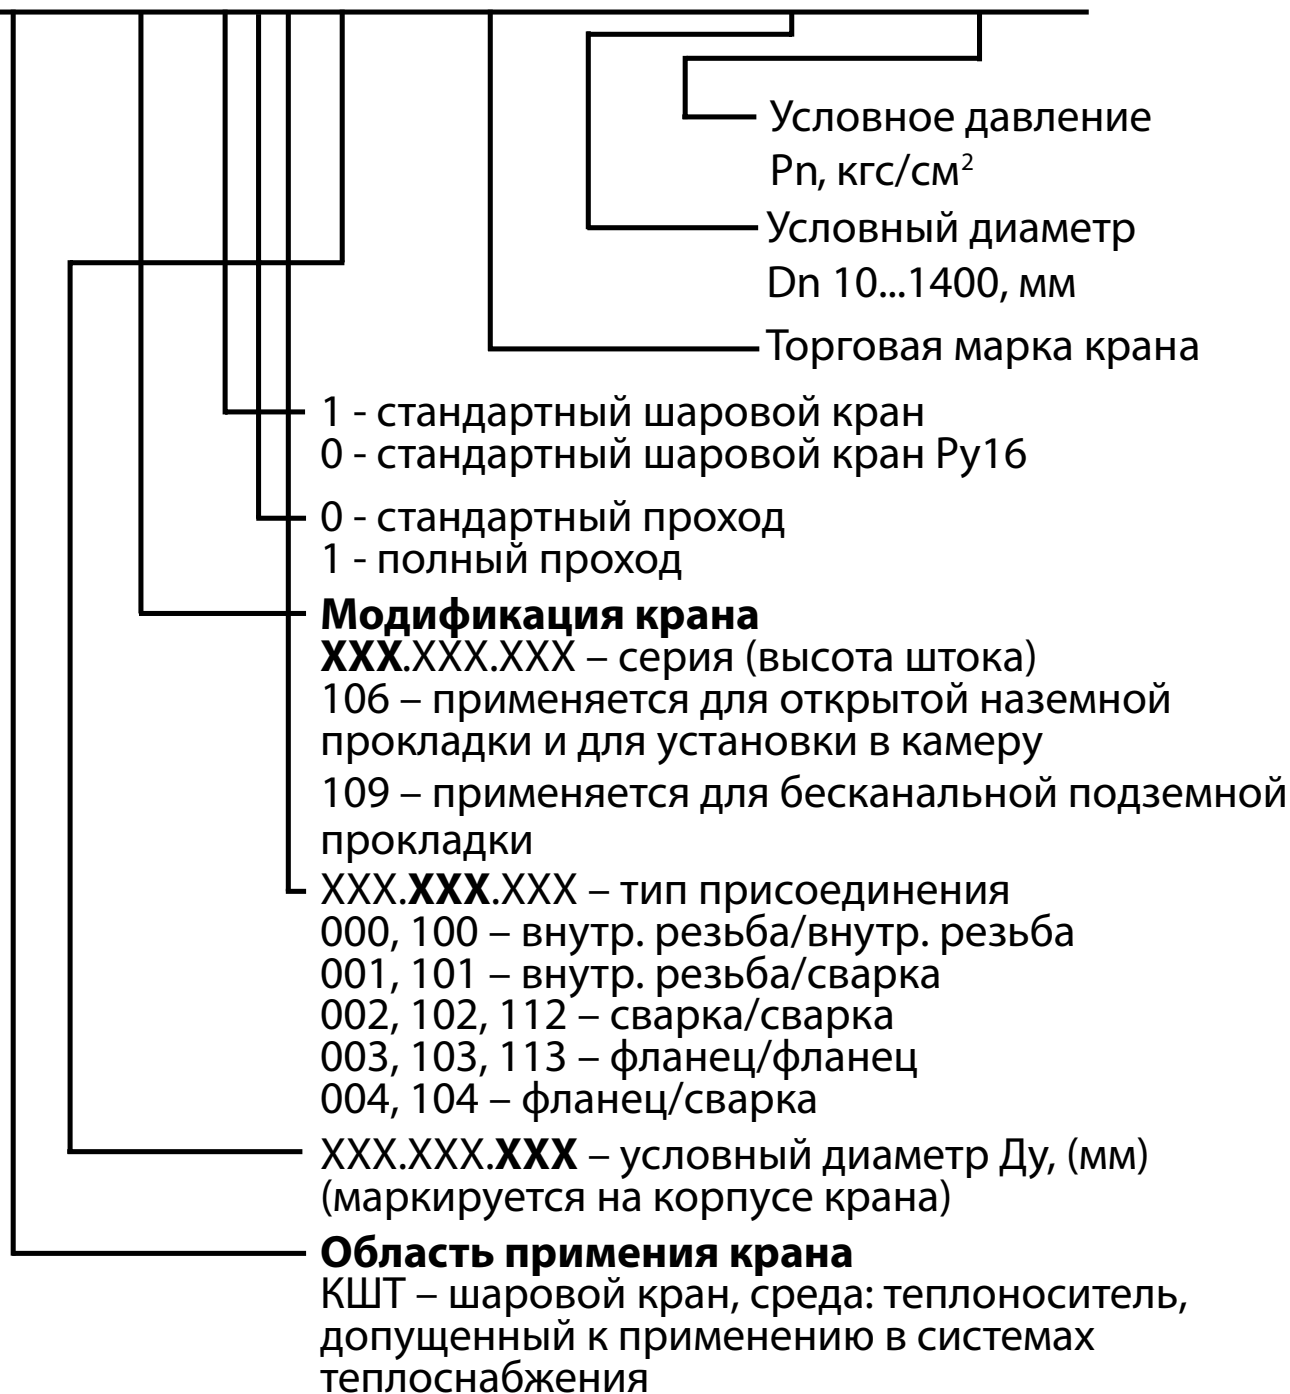 Условное давление
Pn, кгс/см²
Условный диаметр
Dn 10...1400, мм
Торговая марка крана
1 - стандартный шаровой кран
0 - стандартный шаровой кран Ру16
0 - стандартный проход
1 - полный проход
Модификация крана
XXX.XXX.XXX – серия (высота штока)
106 – применяется для открытой наземной
прокладки и для установки в камеру
109 – применяется для бесканальной подземной
прокладки
XXX.XXX.XXX – тип присоединения
000, 100 – внутр. резьба/внутр. резьба
001, 101 – внутр. резьба/сварка
002, 102, 112 – сварка/сварка
003, 103, 113 – фланец/фланец
004, 104 – фланец/сварка
XXX.XXX.XXX – условный диаметр Ду, (мм)
(маркируется на корпусе крана)
Область примения крана
КШТ – шаровой кран, среда: теплоноситель,
допущенный к применению в системах
теплоснабжения